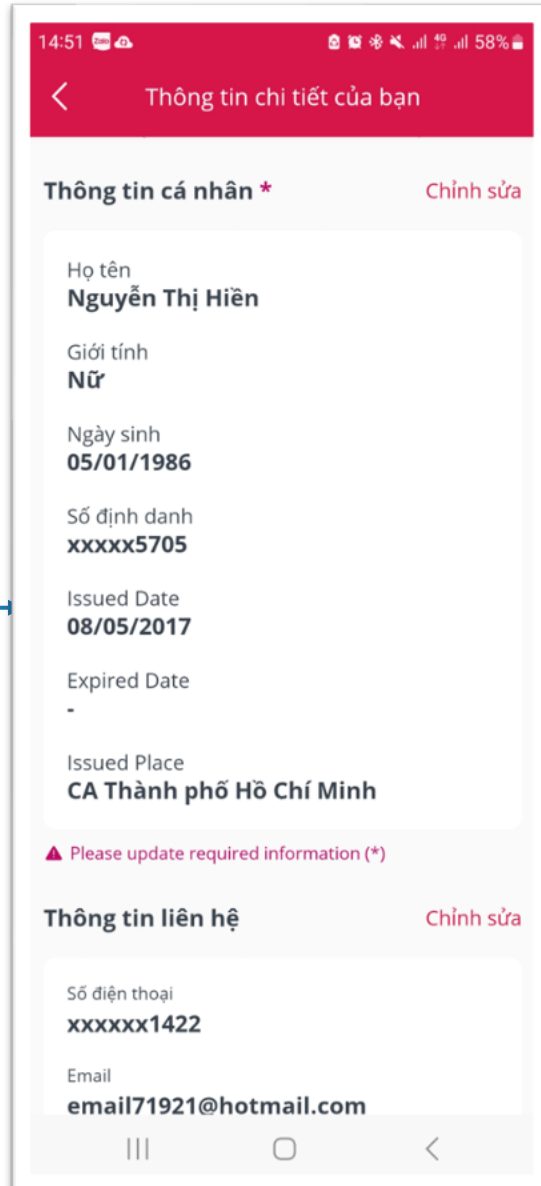 14:51 Zalo 58%
Thông tin chi tiết của bạn
Thông tin cá nhân * Chỉnh sửa
Họ tên
Nguyễn Thị Hiền
Giới tính
Nữ
Ngày sinh
05/01/1986
Số định danh
xxxxx5705
Issued Date
08/05/2017
Expired Date
-
Issued Place
CA Thành phố Hồ Chí Minh
Please update required information (*)
Thông tin liên hệ Chỉnh sửa
Số điện thoại
xxxxxx1422
Email
email71921@hotmail.com